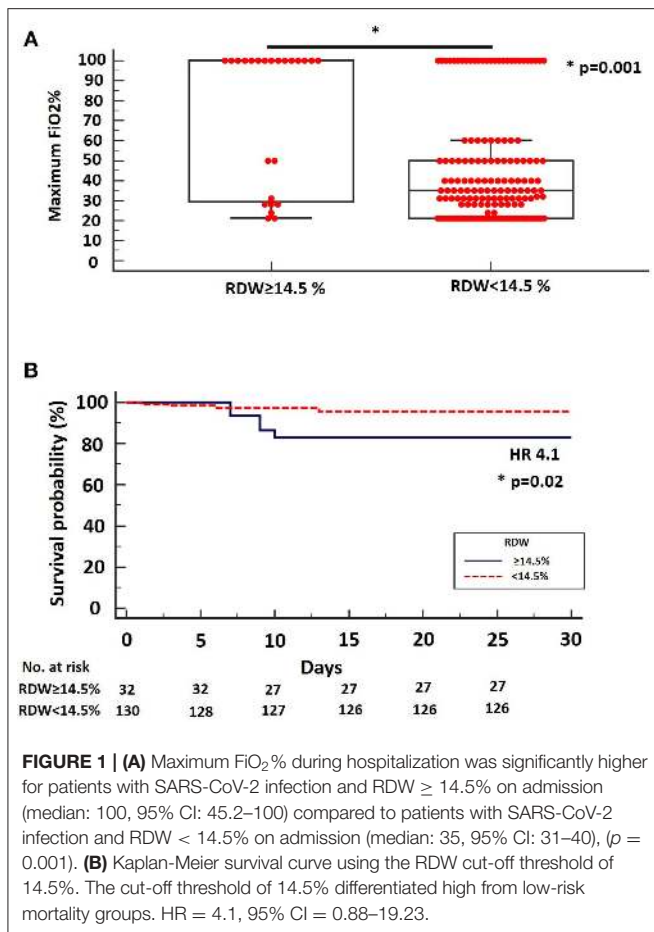 A
*
* p=0.001
Maximum FiO2%
100
90
80
70
60
50
40
30
20
10
0
RDW≥14.5 %
RDW<14.5 %
B
Survival probability (%)
100
80
60
40
20
0
HR 4.1
* p=0.02
RDW
≥14.5%
<14.5%
0 5 10 15 20 25 30
Days
No. at risk
RDW≥14.5% 32 32 27 27 27 27
RDW<14.5% 130 128 127 126 126 126
FIGURE 1 | (A) Maximum FiO₂% during hospitalization was significantly higher
for patients with SARS-CoV-2 infection and RDW ≥ 14.5% on admission
(median: 100, 95% CI: 45.2–100) compared to patients with SARS-CoV-2
infection and RDW < 14.5% on admission (median: 35, 95% CI: 31–40), (p =
0.001). (B) Kaplan-Meier survival curve using the RDW cut-off threshold of
14.5%. The cut-off threshold of 14.5% differentiated high from low-risk
mortality groups. HR = 4.1, 95% CI = 0.88–19.23.